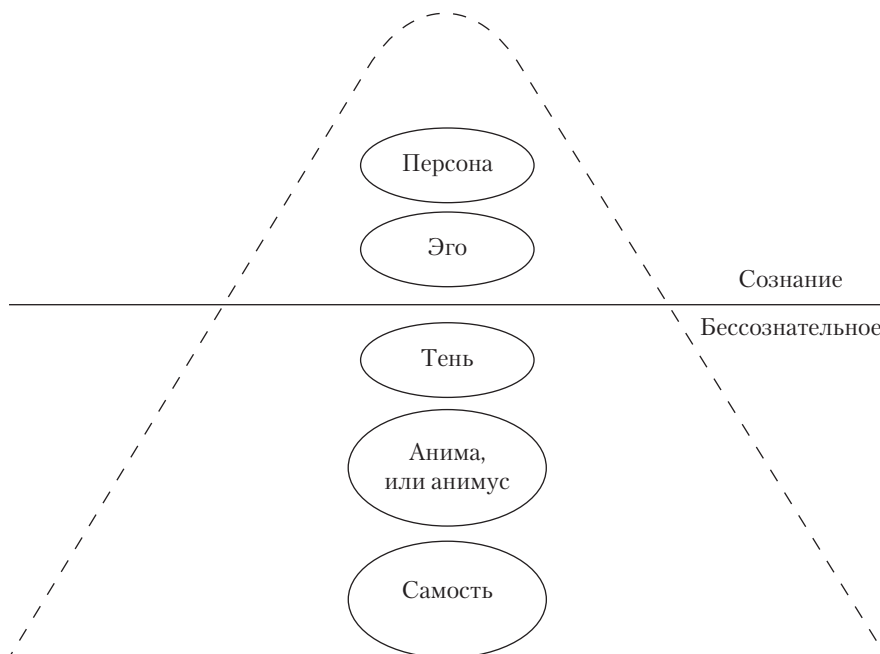 Персона
Эго
Сознание
Бессознательное
Тень
Анима,
или анимус
Самость